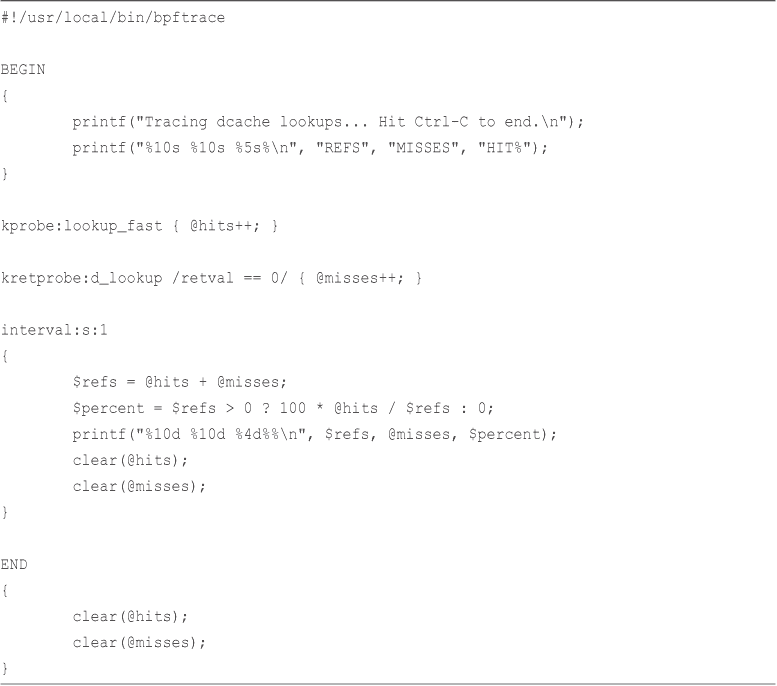 #!/usr/local/bin/bpftrace
BEGIN
{
        printf("Tracing dcache lookups... Hit Ctrl-C to end.\n");
        printf("%10s %10s %5s%\n", "REFS", "MISSES", "HIT%");
}
kprobe:lookup_fast { @hits++; }
kretprobe:d_lookup /retval == 0/ { @misses++; }
interval:s:1
{
        $refs = @hits + @misses;
        $percent = $refs > 0 ? 100 * @hits / $refs : 0;
        printf("%10d %10d %4d%%\n", $refs, @misses, $percent);
        clear(@hits);
        clear(@misses);
}
END
{
        clear(@hits);
        clear(@misses);
}